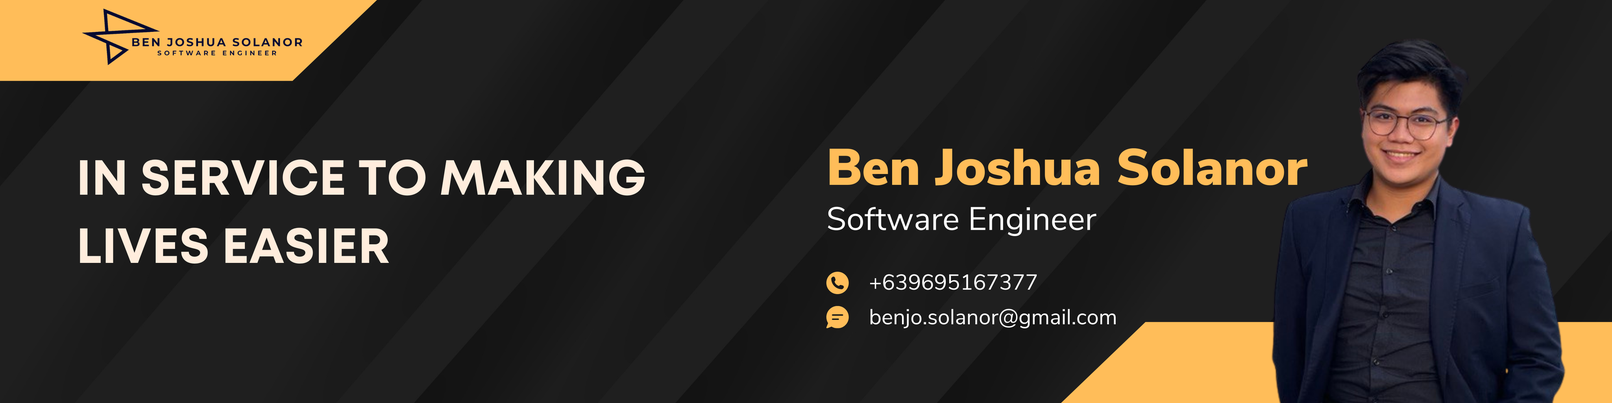 BEN JOSHUA SOLANOR
SOFTWARE ENGINEER
IN SERVICE TO MAKING
LIVES EASIER
Ben Joshua Solanor
Software Engineer
+639695167377
benjo.solanor@gmail.com